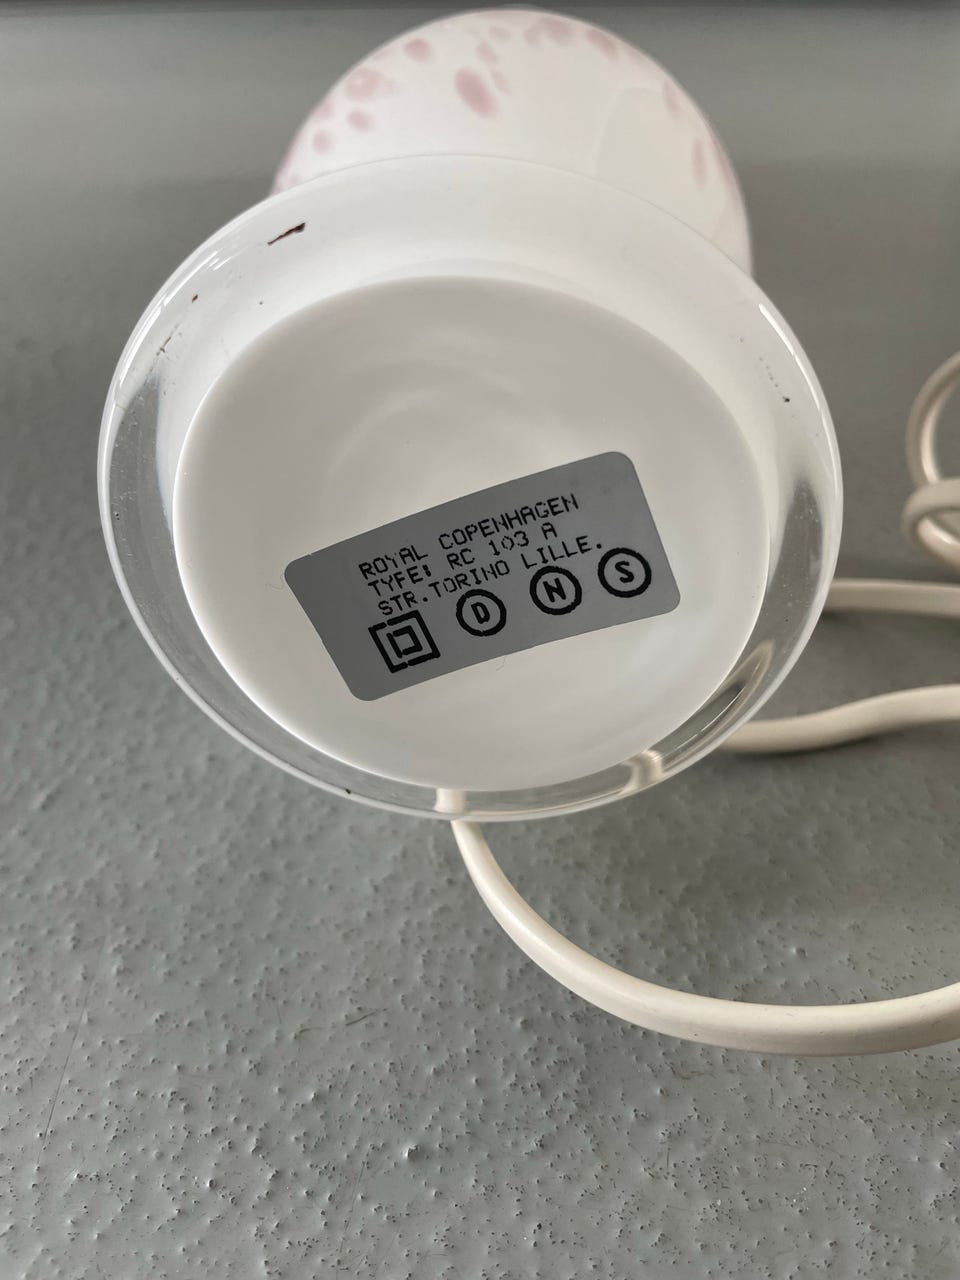 ROYAL COPENHAGEN
TYPE: RC 103 A
STR.TORINO LILLE.
D N S